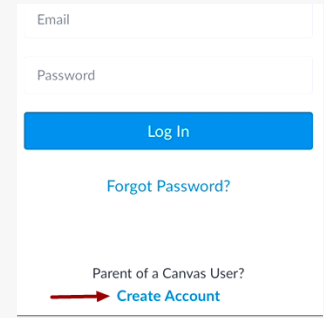 Email
Password
Log In
Forgot Password?
Parent of a Canvas User?
Create Account